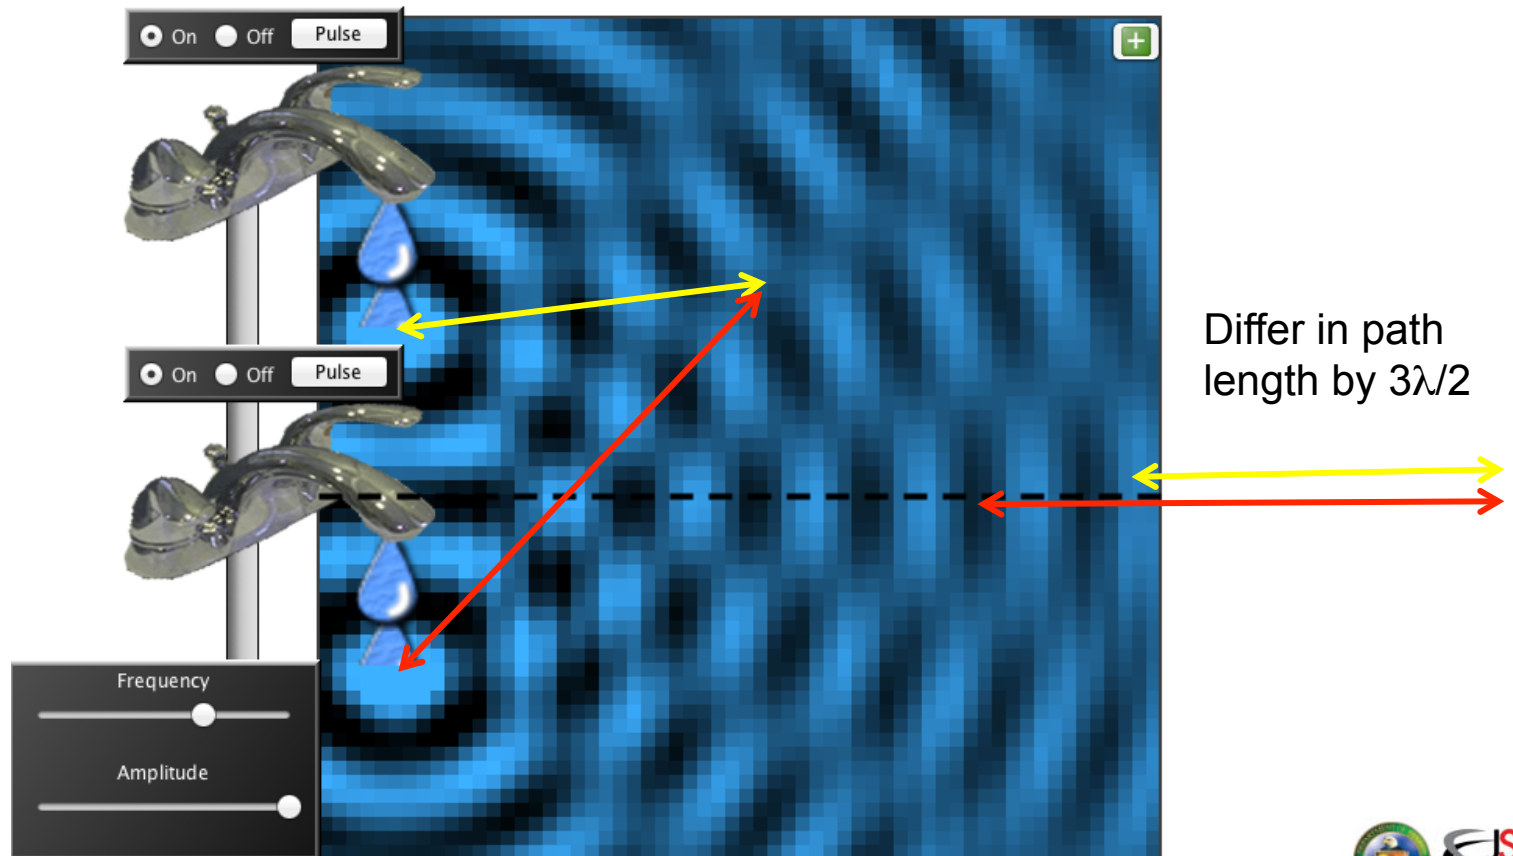 On Off Pulse
On Off Pulse
Differ in path
length by 3λ/2
Frequency
Amplitude